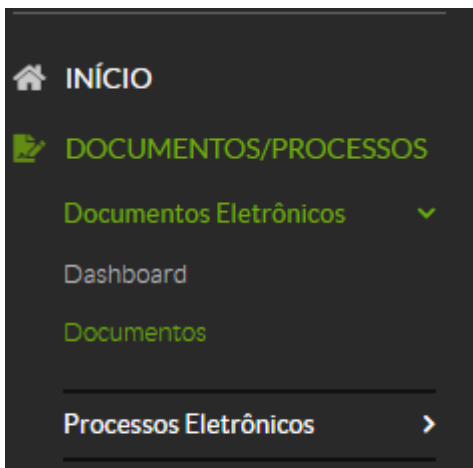 INÍCIO
DOCUMENTOS/PROCESSOS
Documentos Eletrônicos
Dashboard
Documentos
Processos Eletrônicos